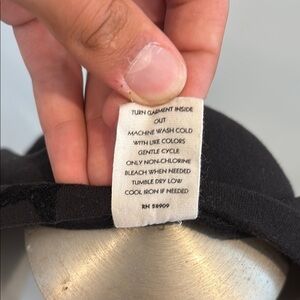 TURN GARMENT INSIDE
OUT
MACHINE WASH COLD
WITH LIKE COLORS
GENTLE CYCLE
ONLY NON-CHLORINE
BLEACH WHEN NEEDED
TUMBLE DRY LOW
COOL IRON IF NEEDED
RN 58909